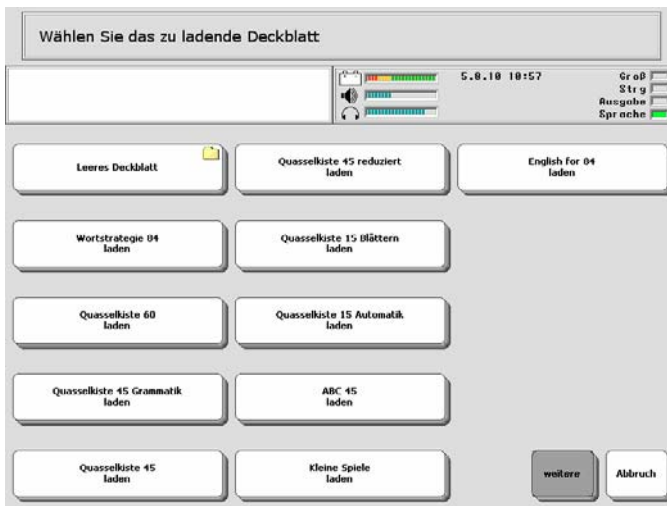 Wählen Sie das zu ladende Deckblatt
5.8.10 10:57
Groß
Strg
Ausgabe
Sprache
Leeres Deckblatt
Quasselkiste 45 reduziert
laden
English for 84
laden
Wortstrategie 84
laden
Quasselkiste 15 Blättern
laden
Quasselkiste 60
laden
Quasselkiste 15 Automatik
laden
Quasselkiste 45 Grammatik
laden
ABC 45
laden
Quasselkiste 45
laden
Kleine Spiele
laden
weitere
Abbruch